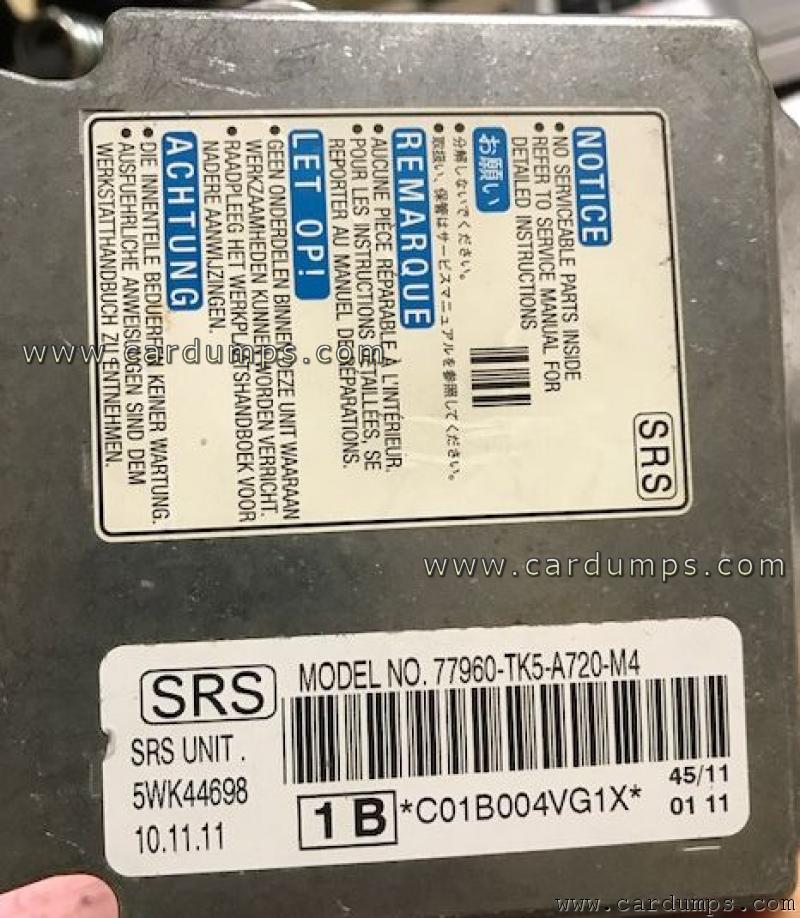 NOTICE
● NO SERVICEABLE PARTS INSIDE
● REFER TO SERVICE MANUAL FOR
DETAILED INSTRUCTIONS
お願い
● 分解しないでください。
● 取扱い、保管はサービスマニュアルを参照してください。
REMARQUE
● AUCUNE PIÈCE RÉPARABLE À L'INTÉRIEUR.
● POUR LES INSTRUCTIONS DÉTAILLÉES, SE
REPORTER AU MANUEL DE RÉPARATIONS.
LET OP!
● GEEN ONDERDELEN BINNEN DEZE UNIT WAARAAN
WERKZAAMHEDEN KUNNEN WORDEN VERRICHT.
● RAADPLEEG HET WERKPLAATSHANDBOEK VOOR
NADERE AANWIJZINGEN.
ACHTUNG
● DIE INNENTEILE BEDUERFEN KEINER WARTUNG.
● AUSFUEHRLICHE ANWEISUNGEN SIND DEM
WERKSTATTHANDBUCH ZU ENTNEHMEN.
SRS
www.cardumps.com
www.cardumps.com
SRS
MODEL NO. 77960-TK5-A720-M4
SRS UNIT .
5WK44698
10.11.11
1 B
*C01B004VG1X*
45/11
01 11
www.cardumps.com